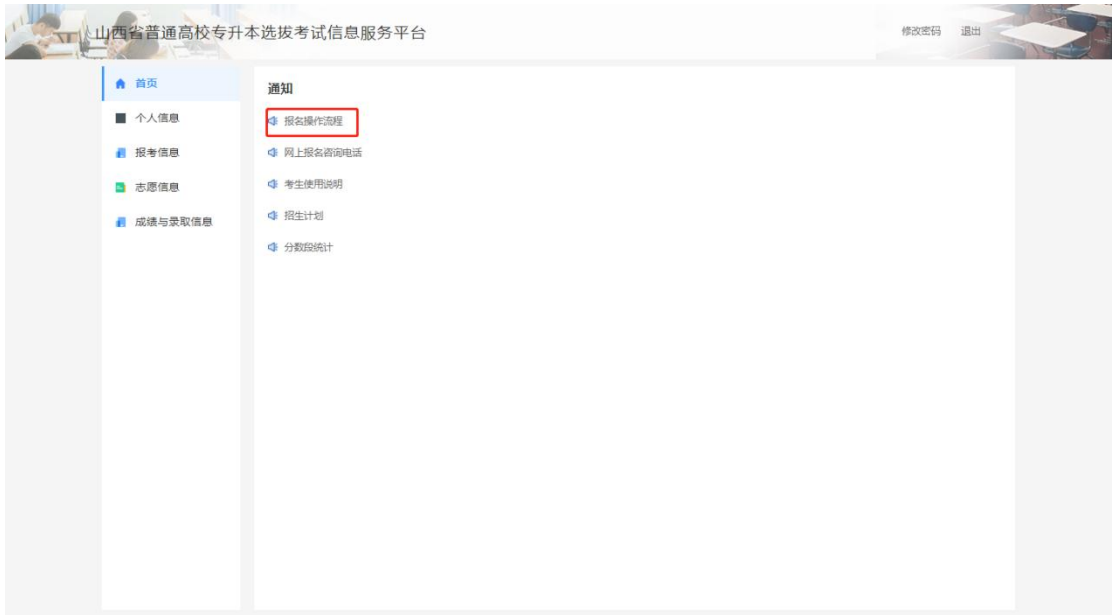 山西省普通高校专升本选拔考试信息服务平台
修改密码 退出
首页
个人信息
报考信息
志愿信息
成绩与录取信息
通知
报名操作流程
网上报名咨询电话
考生使用说明
招生计划
分数段统计